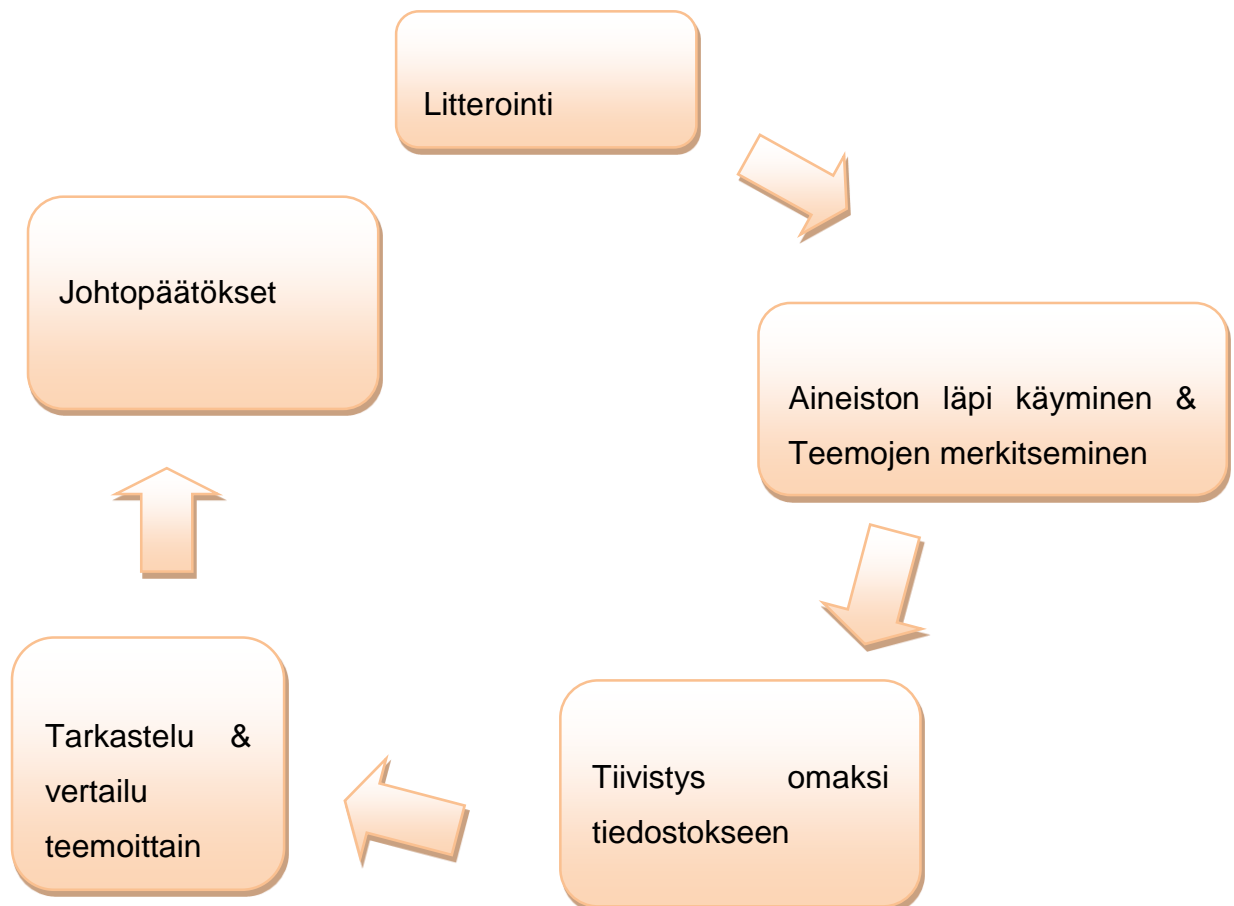 Litterointi
Aineiston läpi käyminen &
Teemojen merkitseminen
Tiivistys omaksi
tiedostokseen
Tarkastelu &
vertailu
teemoittain
Johtopäätökset